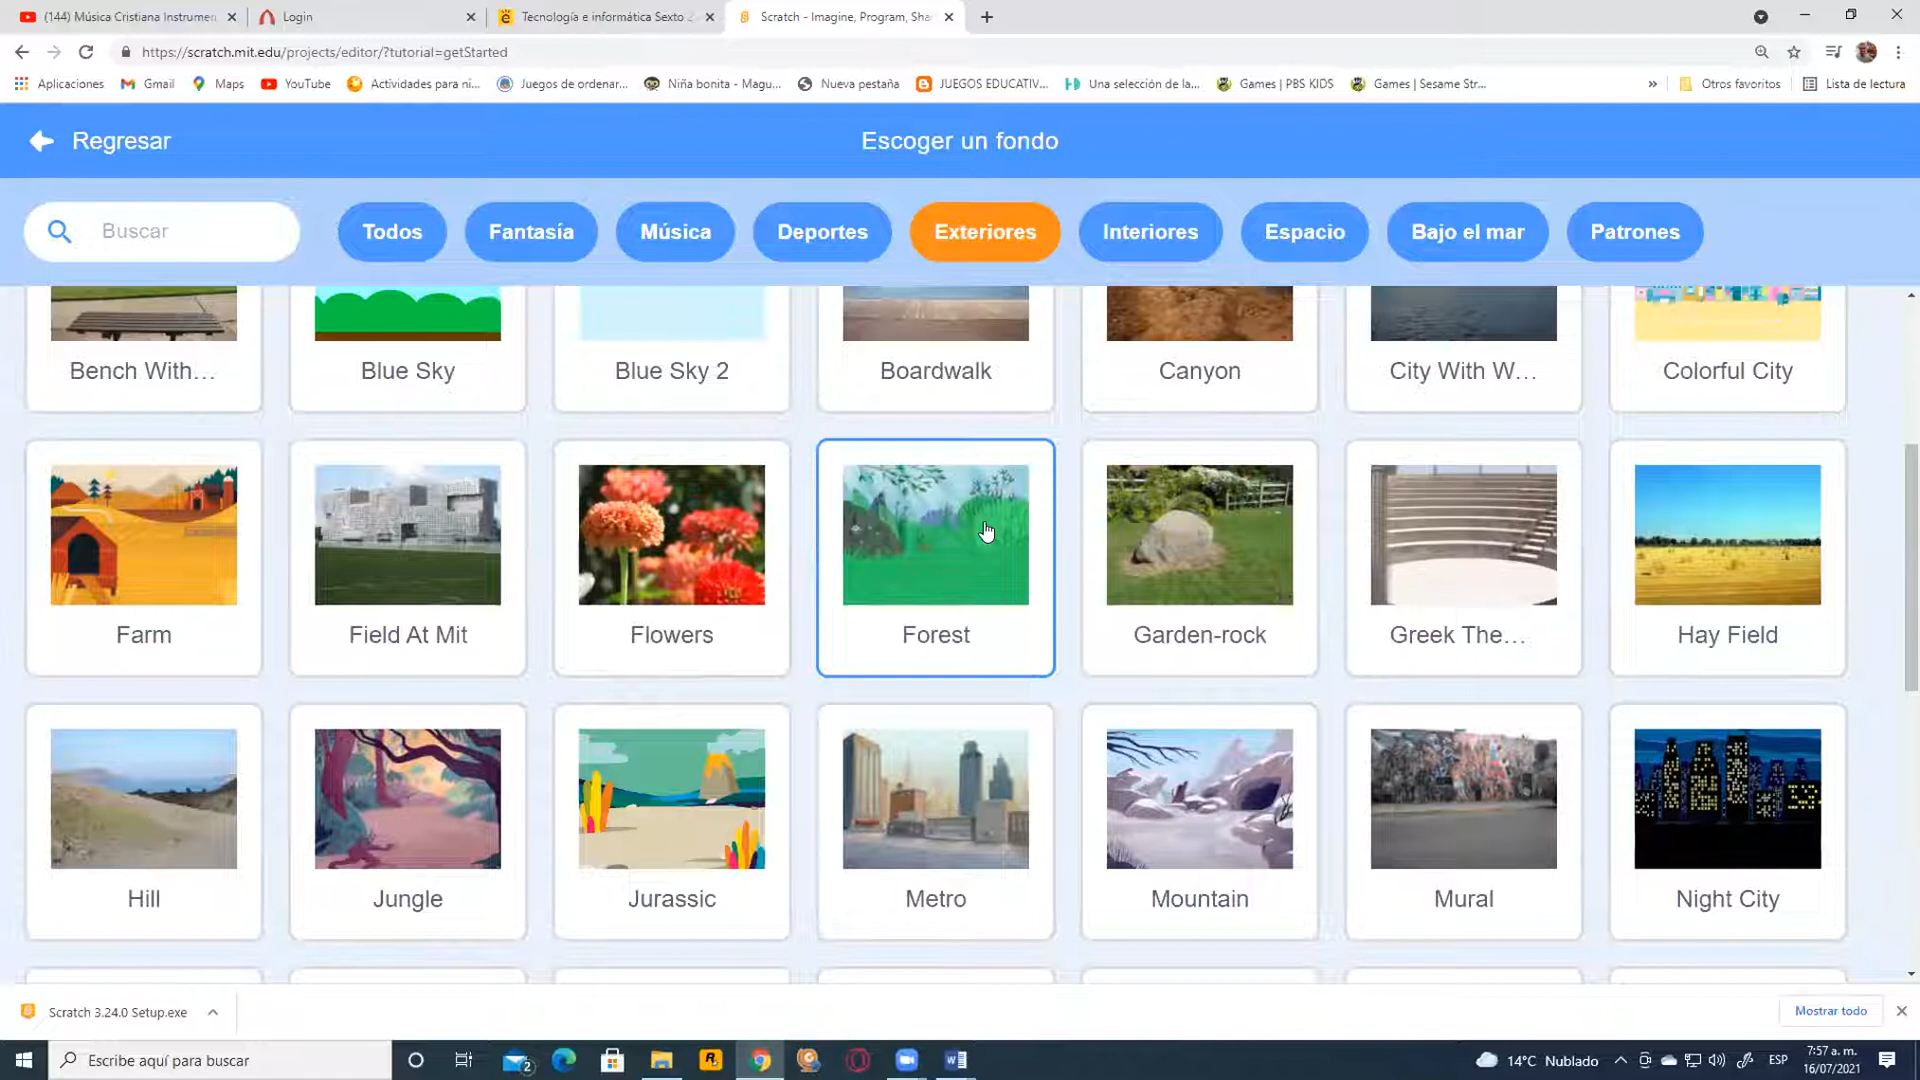 (144) Música Cristiana Instrumen
Login
Tecnología e informática Sexto 2
Scratch - Imagine, Program, Sha
https://scratch.mit.edu/projects/editor/?tutorial=getStarted
Aplicaciones
Gmail
Maps
YouTube
Actividades para ni...
Juegos de ordenar...
Niña bonita - Magu...
Nueva pestaña
JUEGOS EDUCATIV...
Una selección de la...
Games | PBS KIDS
Games | Sesame Str...
»
Otros favoritos
Lista de lectura
Regresar
Escoger un fondo
Buscar
Todos
Fantasía
Música
Deportes
Exteriores
Interiores
Espacio
Bajo el mar
Patrones
Bench With...
Blue Sky
Blue Sky 2
Boardwalk
Canyon
City With W...
Colorful City
Farm
Field At Mit
Flowers
Forest
Garden-rock
Greek The...
Hay Field
Hill
Jungle
Jurassic
Metro
Mountain
Mural
Night City
Scratch 3.24.0 Setup.exe
Mostrar todo
Escribe aquí para buscar
2
14°C Nublado
ESP
7:57 a. m.
16/07/2021